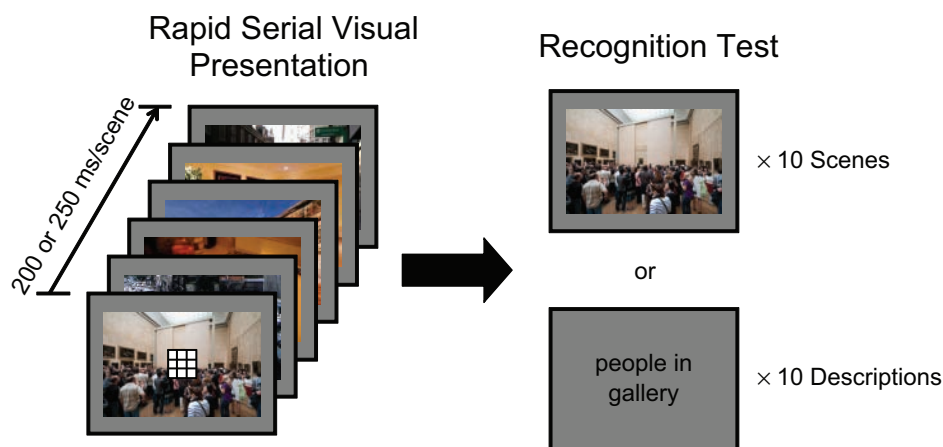 Rapid Serial Visual
Presentation
200 or 250 ms/scene
Recognition Test
× 10 Scenes
or
people in
gallery
× 10 Descriptions